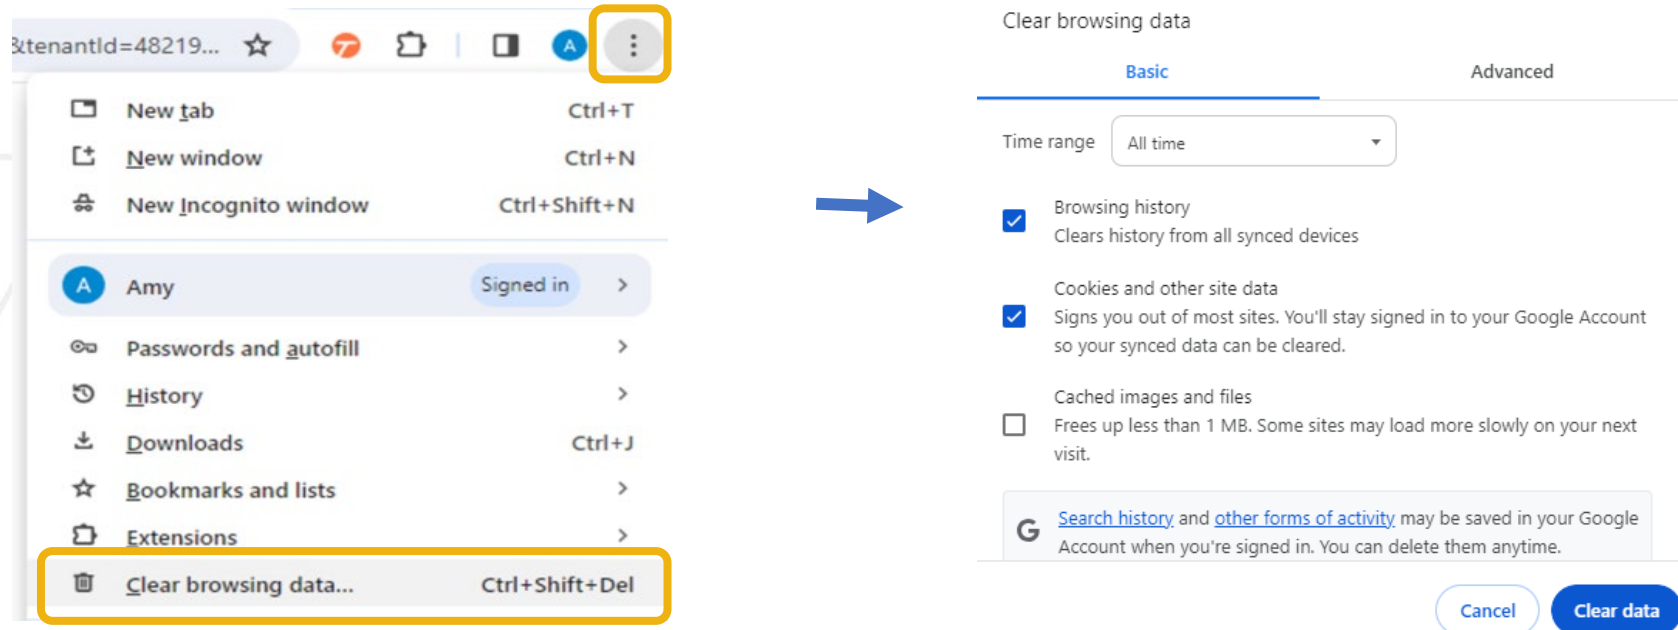 &tenantId=48219...
A
New tab Ctrl+T
New window Ctrl+N
New Incognito window Ctrl+Shift+N
A Amy Signed in
Passwords and autofill
History
Downloads Ctrl+J
Bookmarks and lists
Extensions
Clear browsing data... Ctrl+Shift+Del
Clear browsing data
Basic Advanced
Time range All time
Browsing history
Clears history from all synced devices
Cookies and other site data
Signs you out of most sites. You'll stay signed in to your Google Account
so your synced data can be cleared.
Cached images and files
Frees up less than 1 MB. Some sites may load more slowly on your next
visit.
G Search history and other forms of activity may be saved in your Google
Account when you're signed in. You can delete them anytime.
Cancel Clear data